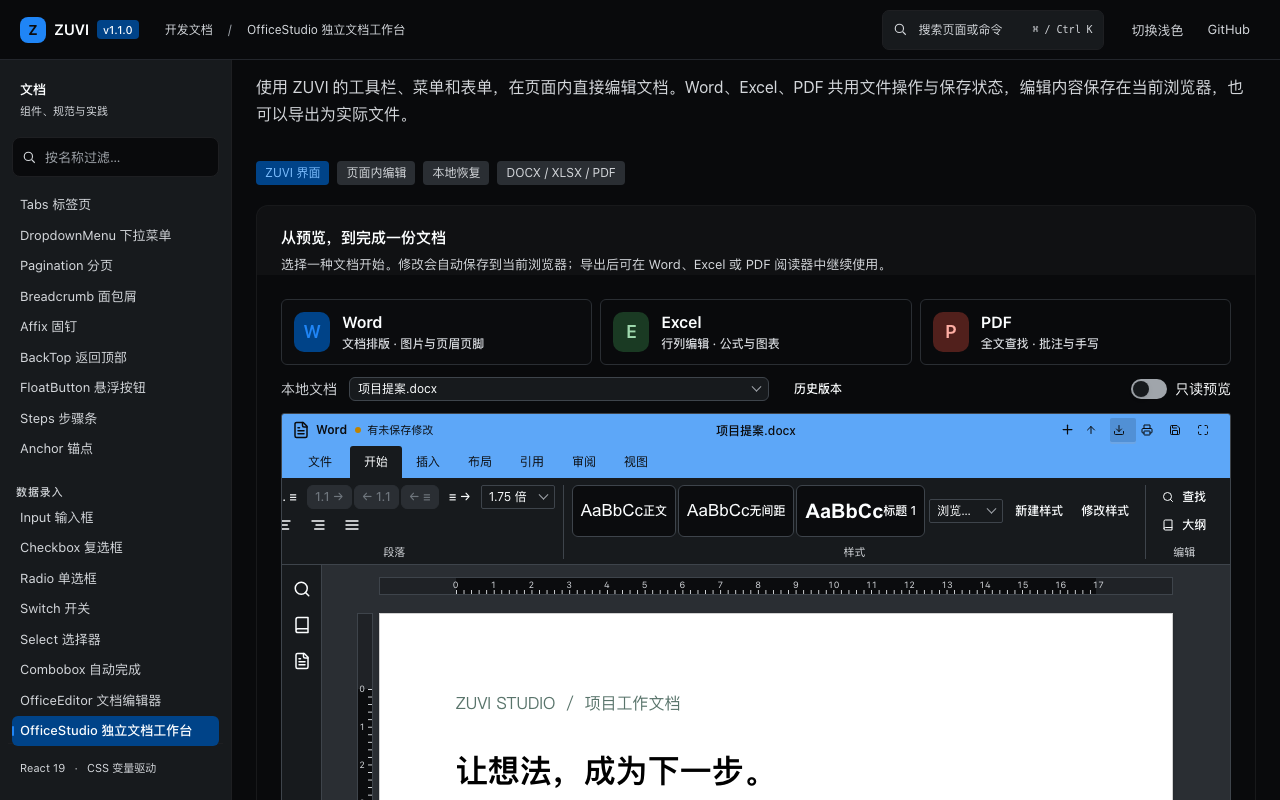 Z ZUVI v1.1.0 开发文档 / OfficeStudio 独立文档工作台 搜索页面或命令 ⌘ / Ctrl K 切换浅色 GitHub
文档
组件、规范与实践
按名称过滤...
Tabs 标签页
DropdownMenu 下拉菜单
Pagination 分页
Breadcrumb 面包屑
Affix 固钉
BackTop 返回顶部
FloatButton 悬浮按钮
Steps 步骤条
Anchor 锚点
数据录入
Input 输入框
Checkbox 复选框
Radio 单选框
Switch 开关
Select 选择器
Combobox 自动完成
OfficeEditor 文档编辑器
OfficeStudio 独立文档工作台
React 19 · CSS 变量驱动
使用 ZUVI 的工具栏、菜单和表单，在页面内直接编辑文档。Word、Excel、PDF 共用文件操作与保存状态，编辑内容保存在当前浏览器，也
可以导出为实际文件。
ZUVI 界面 页面内编辑 本地恢复 DOCX / XLSX / PDF
从预览，到完成一份文档
选择一种文档开始。修改会自动保存到当前浏览器；导出后可在 Word、Excel 或 PDF 阅读器中继续使用。
W Word
文档排版 · 图片与页眉页脚
E Excel
行列编辑 · 公式与图表
P PDF
全文查找 · 批注与手写
本地文档 项目提案.docx 历史版本 只读预览
Word 有未保存修改 项目提案.docx
文件 开始 插入 布局 引用 审阅 视图
1.1 → ← 1.1 ← ≡ ≡ → 1.75 倍
段落
AaBbCc正文 AaBbCc无间距 AaBbCc标题 1 浏览... 新建样式 修改样式
样式
查找
大纲
编辑
0 1 2 3 4 5 6 7 8 9 10 11 12 13 14 15 16 17
0
1
2
ZUVI STUDIO / 项目工作文档
让想法，成为下一步。